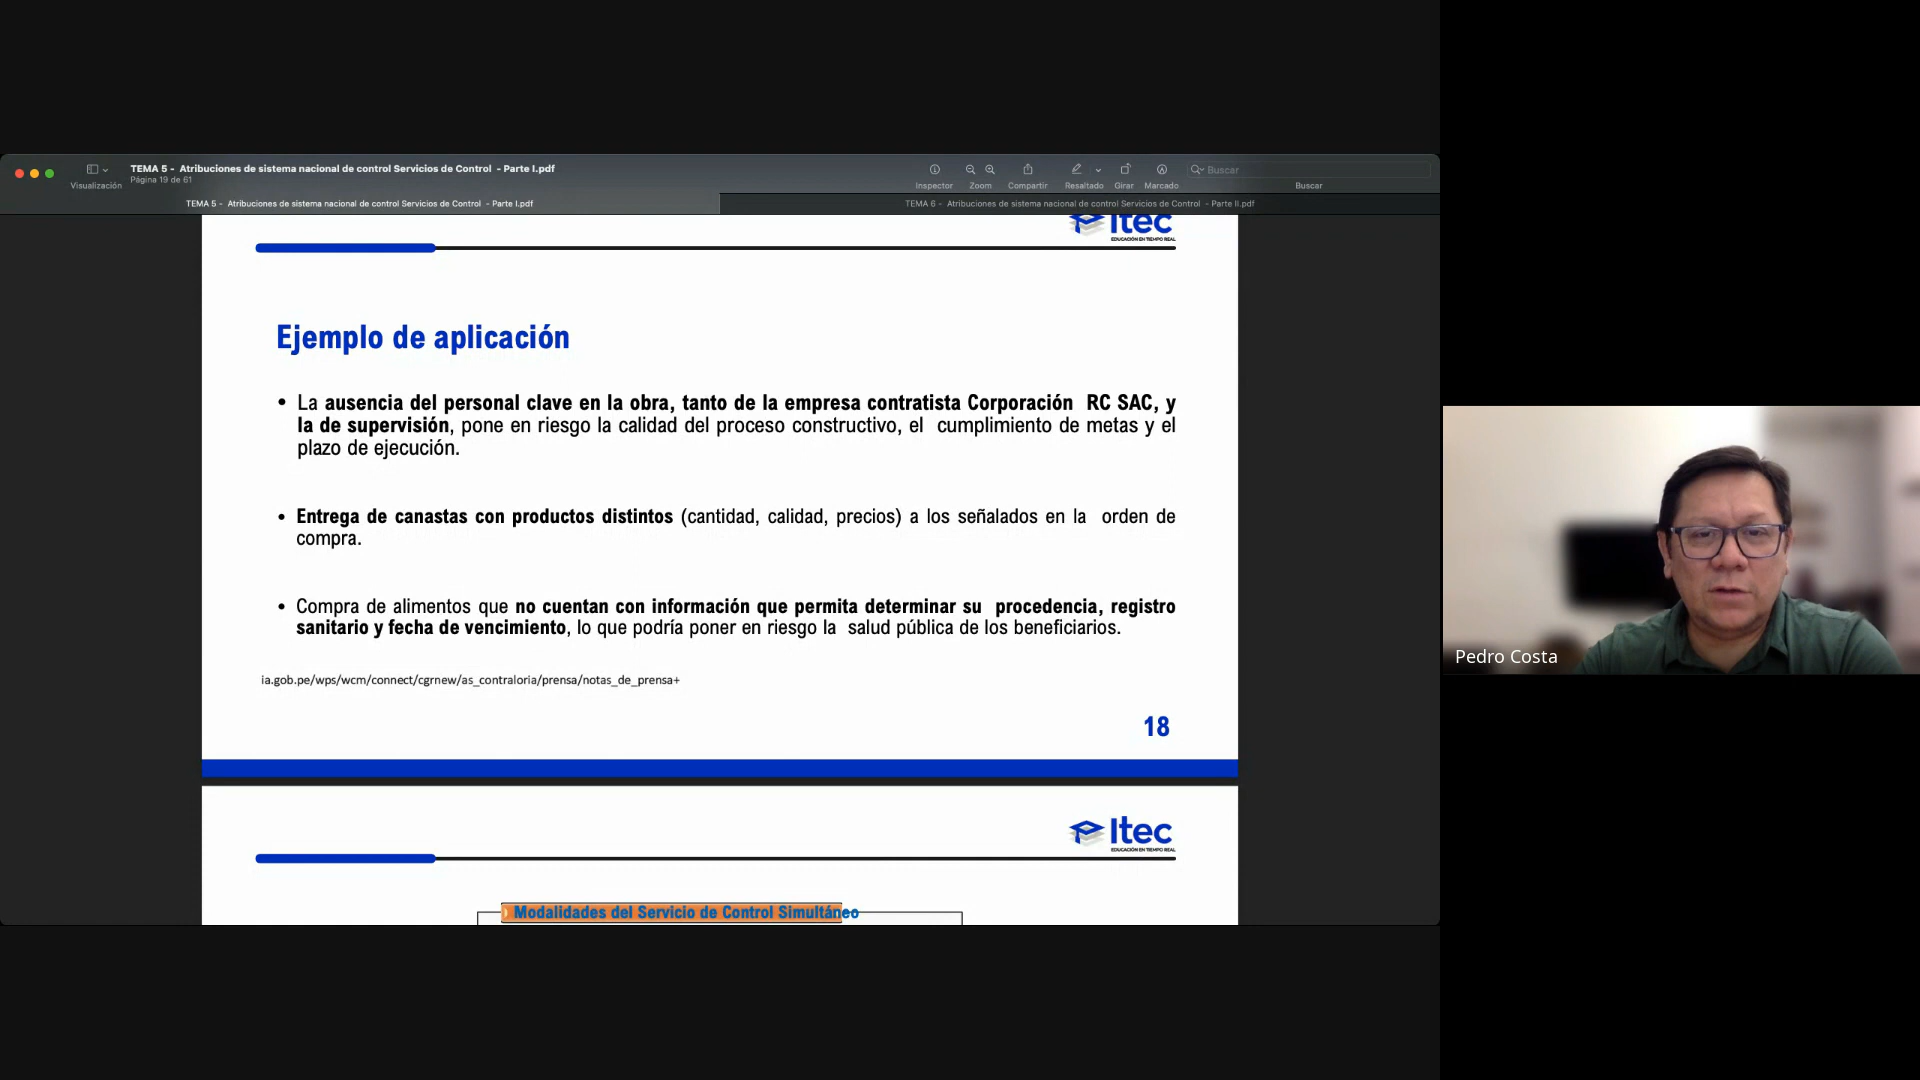 TEMA 5 - Atribuciones de sistema nacional de control Servicios de Control - Parte I.pdf
Página 19 de 61
Visualización
Inspector
Zoom
Compartir
Resaltado
Girar
Marcado
Buscar
Buscar
TEMA 5 - Atribuciones de sistema nacional de control Servicios de Control - Parte I.pdf
TEMA 6 - Atribuciones de sistema nacional de control Servicios de Control - Parte II.pdf
Itec
EDUCACIÓN EN TIEMPO REAL
Ejemplo de aplicación
• La ausencia del personal clave en la obra, tanto de la empresa contratista Corporación RC SAC, y
la de supervisión, pone en riesgo la calidad del proceso constructivo, el cumplimiento de metas y el
plazo de ejecución.
• Entrega de canastas con productos distintos (cantidad, calidad, precios) a los señalados en la orden de
compra.
• Compra de alimentos que no cuentan con información que permita determinar su procedencia, registro
sanitario y fecha de vencimiento, lo que podría poner en riesgo la salud pública de los beneficiarios.
ia.gob.pe/wps/wcm/connect/cgrnew/as_contraloria/prensa/notas_de_prensa+
18
Itec
EDUCACIÓN EN TIEMPO REAL
Modalidades del Servicio de Control Simultáneo
Pedro Costa